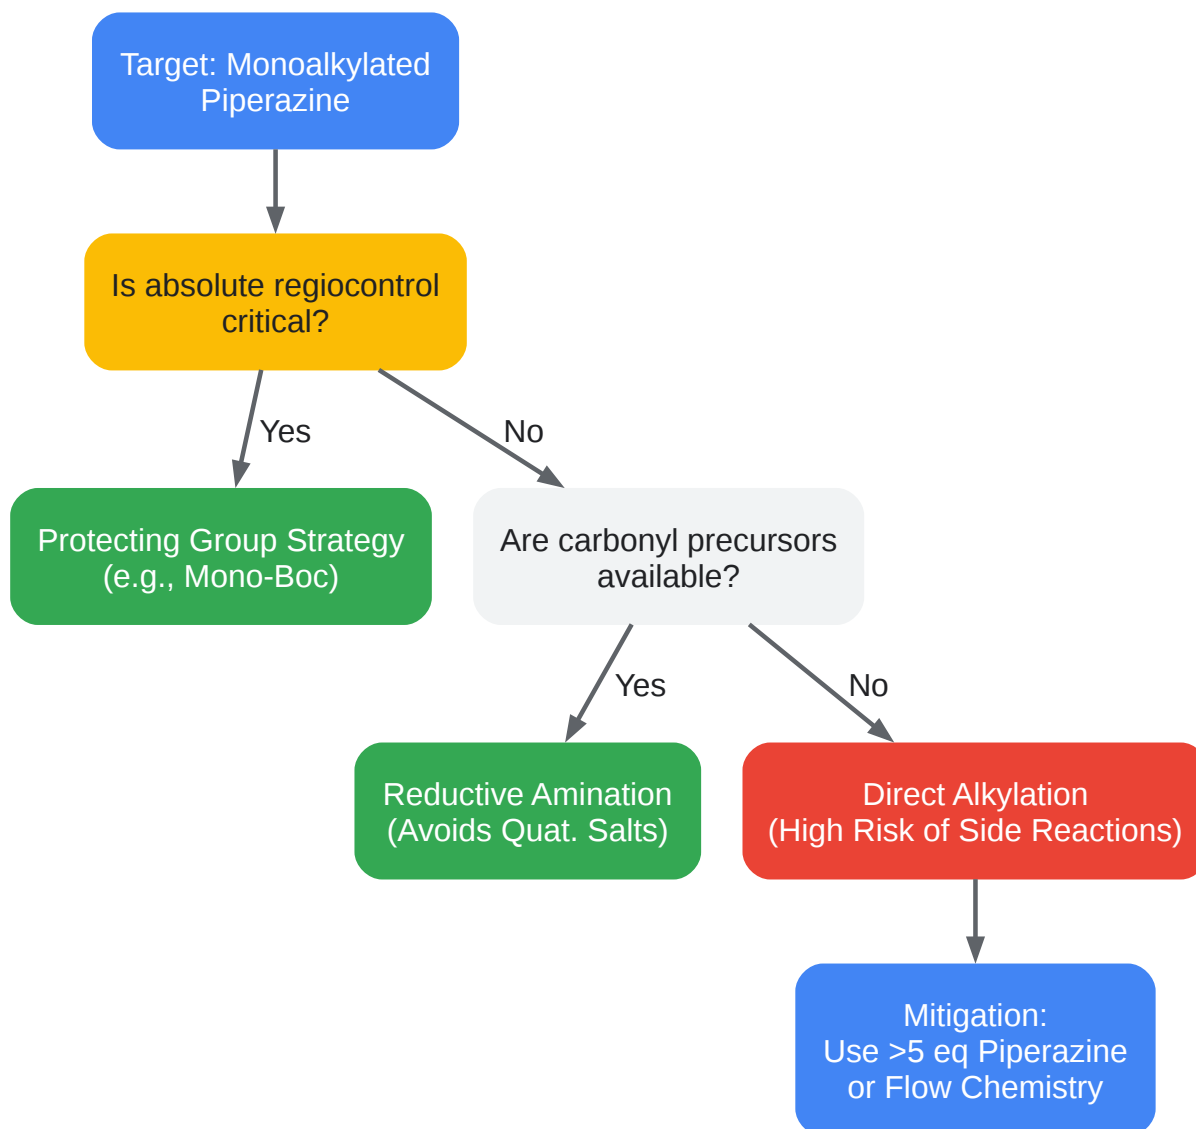 Target: Monoalkylated
Piperazine
Is absolute regiocontrol
critical?
Yes
No
Protecting Group Strategy
(e.g., Mono-Boc)
Are carbonyl precursors
available?
Yes
No
Reductive Amination
(Avoids Quat. Salts)
Direct Alkylation
(High Risk of Side Reactions)
Mitigation:
Use >5 eq Piperazine
or Flow Chemistry